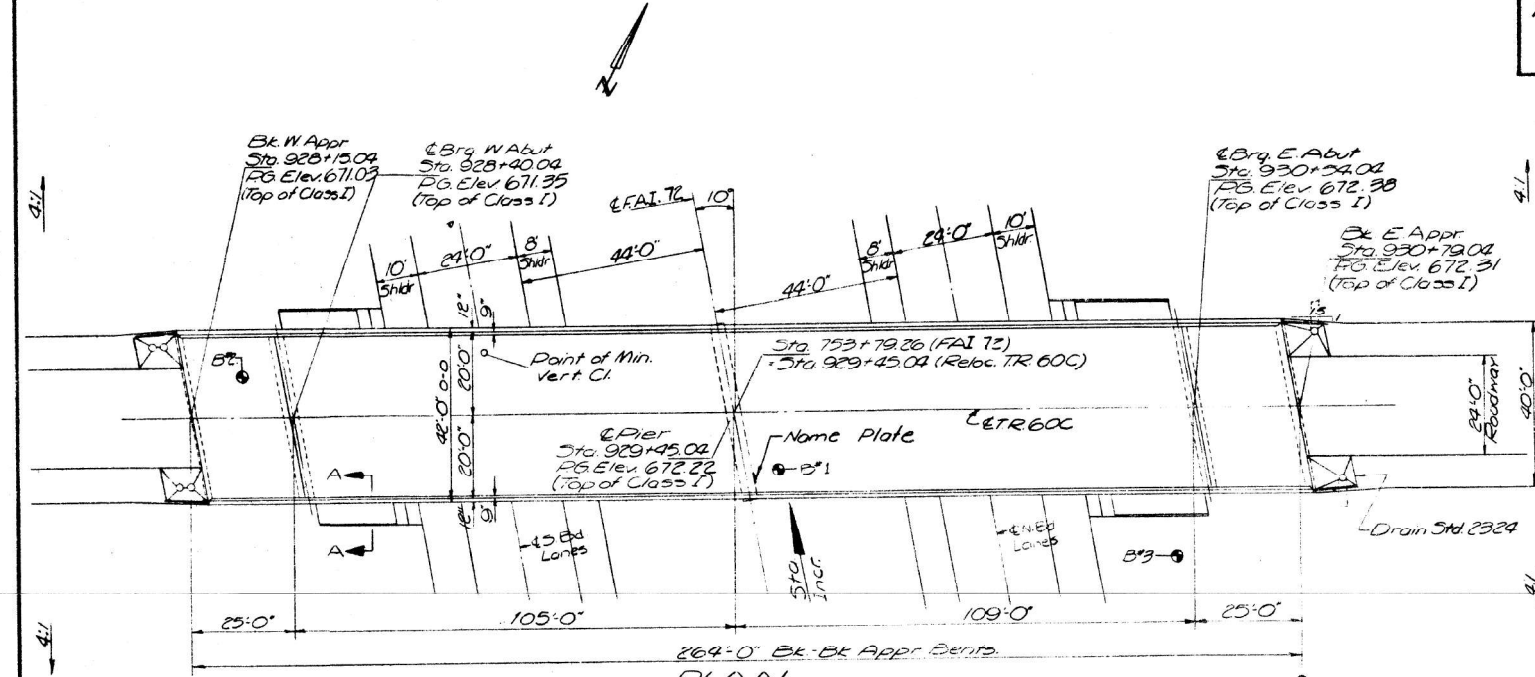 N
Bk. W. Appr
Sta. 928+15.04
P.G. Elev. 671.03
(Top of Class I)
℄ Brg. W. Abut
Sta. 928+40.04
P.G. Elev. 671.35
(Top of Class I)
℄ F.A.I. 72
10°
℄ Brg. E. Abut
Sta. 930+54.04
P.G. Elev. 672.38
(Top of Class I)
Bk. E. Appr.
Sta. 930+79.04
P.G. Elev. 672.31
(Top of Class I)
4:1
4:1
10'
Shldr
24'-0"
8'
Shldr
44'-0"
44'-0"
8'
Shldr
24'-0"
10'
Shldr
12"
9"
B#2
Point of Min.
Vert. Cl.
Sta. 753+79.26 (FAI 72)
= Sta. 929+45.04 (Reloc. T.R. 60C)
42'-0" o-o
20'-0"
20'-0"
℄ T.R. 60C
24'-0"
Roadway
40'-0"
℄ Pier
Sta. 929+45.04
P.G. Elev. 672.22
(Top of Class I)
Name Plate
B#1
A
A
12"
9"
℄ S. Bd
Lanes
Sta
Incr.
℄ N. Bd
Lanes
B#3
Drain Std. 2324
4:1
4:1
25'-0"
105'-0"
109'-0"
25'-0"
264'-0" Bk.-Bk. Appr. Bents.
PLAN